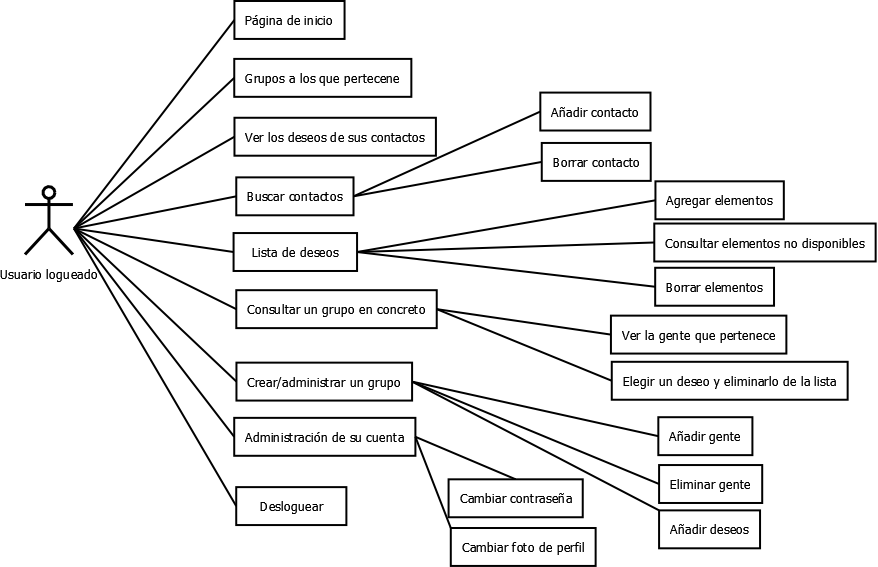 Página de inicio
Grupos a los que pertecene
Ver los deseos de sus contactos
Buscar contactos
Añadir contacto
Borrar contacto
Usuario logueado
Lista de deseos
Agregar elementos
Consultar elementos no disponibles
Borrar elementos
Consultar un grupo en concreto
Ver la gente que pertenece
Elegir un deseo y eliminarlo de la lista
Crear/administrar un grupo
Añadir gente
Eliminar gente
Añadir deseos
Administración de su cuenta
Cambiar contraseña
Cambiar foto de perfil
Desloguear